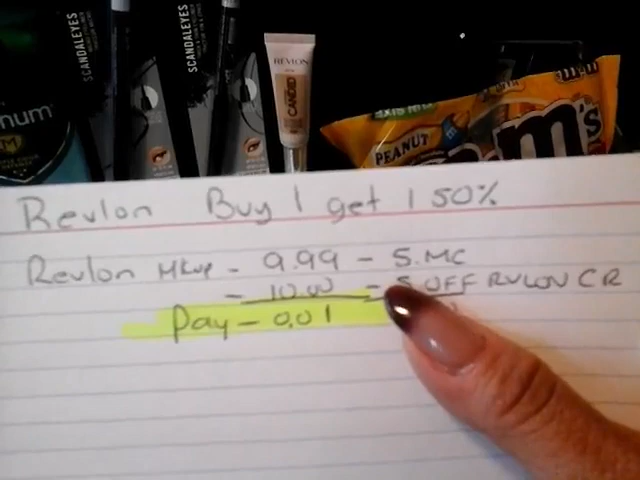 SCANDALEYES
SCANDALEYES
REVLON
CANDID
num
PEANUT
m&m's
m&m's
Revlon Buy 1 get 1 50%
Revlon Mkup - 9.99 - 5.MC
- 10.00 - 5 OFF RVLON CR
Pay - 0.01